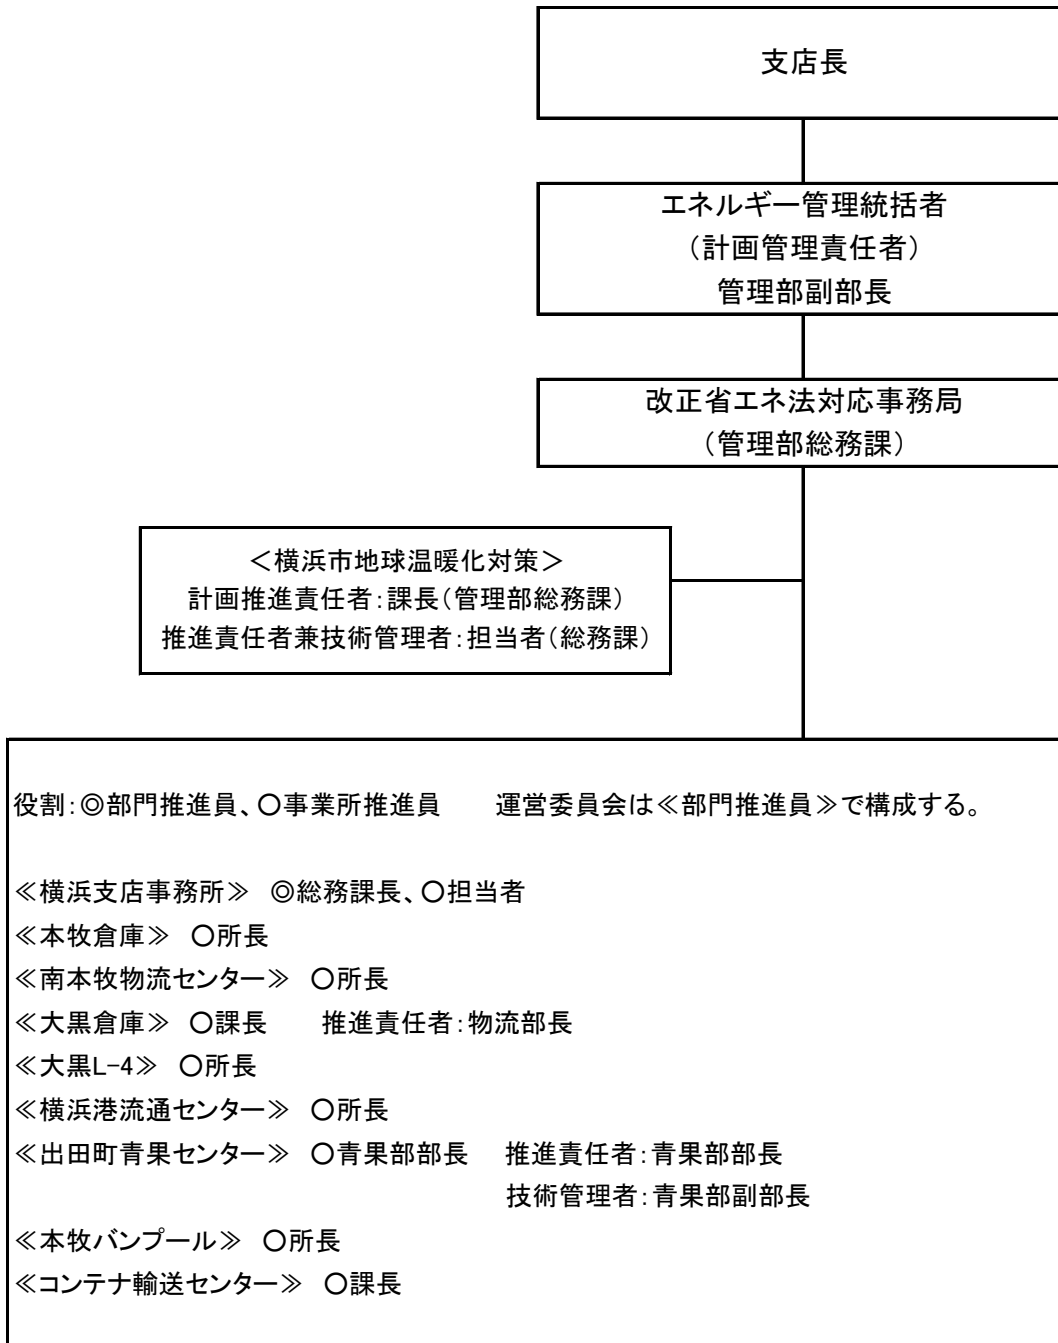 支店長
エネルギー管理統括者
（計画管理責任者）
管理部副部長
改正省エネ法対応事務局
（管理部総務課）
＜横浜市地球温暖化対策＞
計画推進責任者：課長（管理部総務課）
推進責任者兼技術管理者：担当者（総務課）
役割：◎部門推進員、〇事業所推進員　　運営委員会は≪部門推進員≫で構成する。
≪横浜支店事務所≫　◎総務課長、〇担当者
≪本牧倉庫≫　〇所長
≪南本牧物流センター≫　〇所長
≪大黒倉庫≫　〇課長　　推進責任者：物流部長
≪大黒L-4≫　〇所長
≪横浜港流通センター≫　〇所長
≪出田町青果センター≫　〇青果部部長　　推進責任者：青果部部長
技術管理者：青果部副部長
≪本牧バンプール≫　〇所長
≪コンテナ輸送センター≫　〇課長